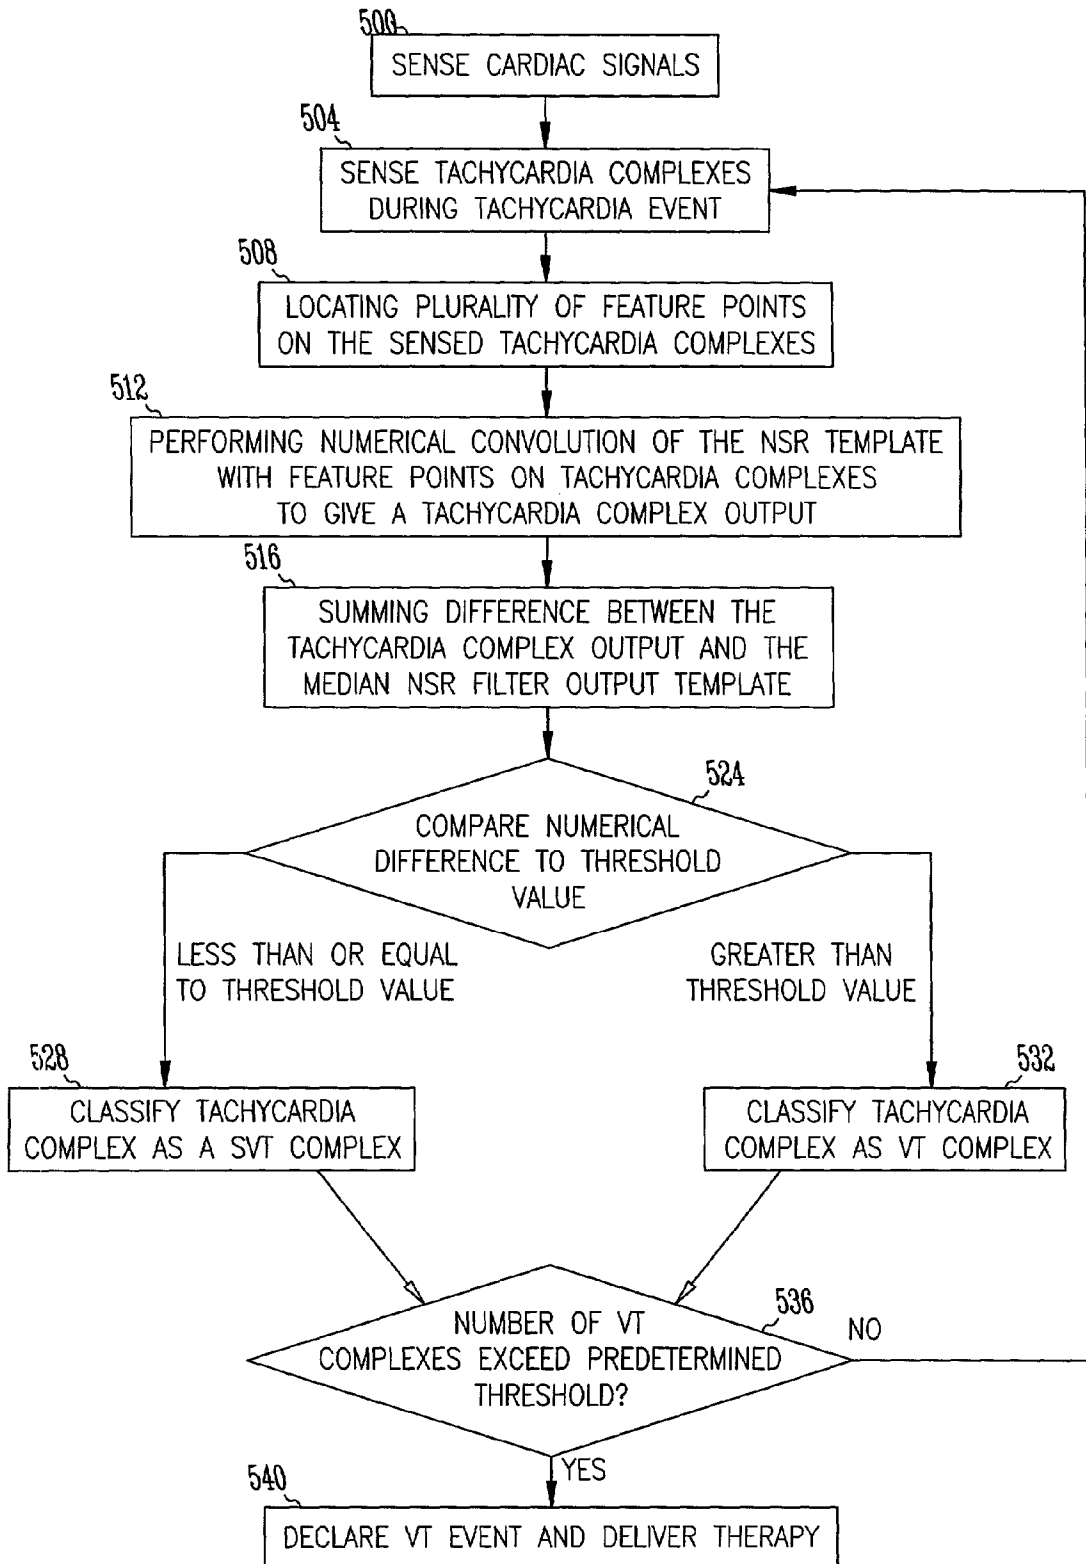 500
SENSE CARDIAC SIGNALS
504
SENSE TACHYCARDIA COMPLEXES
DURING TACHYCARDIA EVENT
508
LOCATING PLURALITY OF FEATURE POINTS
ON THE SENSED TACHYCARDIA COMPLEXES
512
PERFORMING NUMERICAL CONVOLUTION OF THE NSR TEMPLATE
WITH FEATURE POINTS ON TACHYCARDIA COMPLEXES
TO GIVE A TACHYCARDIA COMPLEX OUTPUT
516
SUMMING DIFFERENCE BETWEEN THE
TACHYCARDIA COMPLEX OUTPUT AND THE
MEDIAN NSR FILTER OUTPUT TEMPLATE
524
COMPARE NUMERICAL
DIFFERENCE TO THRESHOLD
VALUE
LESS THAN OR EQUAL
TO THRESHOLD VALUE
GREATER THAN
THRESHOLD VALUE
528
CLASSIFY TACHYCARDIA
COMPLEX AS A SVT COMPLEX
532
CLASSIFY TACHYCARDIA
COMPLEX AS VT COMPLEX
536
NUMBER OF VT
COMPLEXES EXCEED PREDETERMINED
THRESHOLD?
NO
YES
540
DECLARE VT EVENT AND DELIVER THERAPY